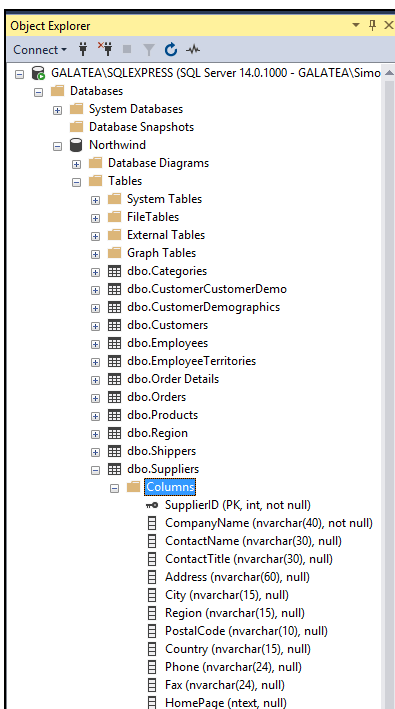 Object Explorer
Connect
GALATEA\SQLEXPRESS (SQL Server 14.0.1000 - GALATEA\Simo
Databases
System Databases
Database Snapshots
Northwind
Database Diagrams
Tables
System Tables
FileTables
External Tables
Graph Tables
dbo.Categories
dbo.CustomerCustomerDemo
dbo.CustomerDemographics
dbo.Customers
dbo.Employees
dbo.EmployeeTerritories
dbo.Order Details
dbo.Orders
dbo.Products
dbo.Region
dbo.Shippers
dbo.Suppliers
Columns
SupplierID (PK, int, not null)
CompanyName (nvarchar(40), not null)
ContactName (nvarchar(30), null)
ContactTitle (nvarchar(30), null)
Address (nvarchar(60), null)
City (nvarchar(15), null)
Region (nvarchar(15), null)
PostalCode (nvarchar(10), null)
Country (nvarchar(15), null)
Phone (nvarchar(24), null)
Fax (nvarchar(24), null)
HomePage (ntext, null)